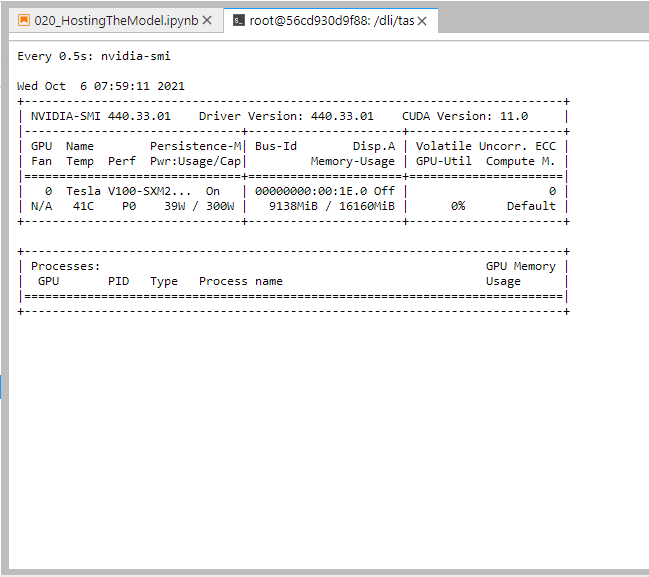 020_HostingTheModel.ipynb
root@56cd930d9f88: /dli/tas
Every 0.5s: nvidia-smi
Wed Oct  6 07:59:11 2021
+-----------------------------------------------------------------------------+
| NVIDIA-SMI 440.33.01    Driver Version: 440.33.01    CUDA Version: 11.0     |
|-------------------------------+----------------------+----------------------+
| GPU  Name        Persistence-M| Bus-Id        Disp.A | Volatile Uncorr. ECC |
| Fan  Temp  Perf  Pwr:Usage/Cap|         Memory-Usage | GPU-Util  Compute M. |
|===============================+======================+======================|
|   0  Tesla V100-SXM2...  On   | 00000000:00:1E.0 Off |                    0 |
| N/A   41C    P0    39W / 300W |   9138MiB / 16160MiB |      0%      Default |
+-------------------------------+----------------------+----------------------+
+-----------------------------------------------------------------------------+
| Processes:                                                       GPU Memory |
|  GPU       PID   Type   Process name                             Usage      |
|=============================================================================|
+-----------------------------------------------------------------------------+